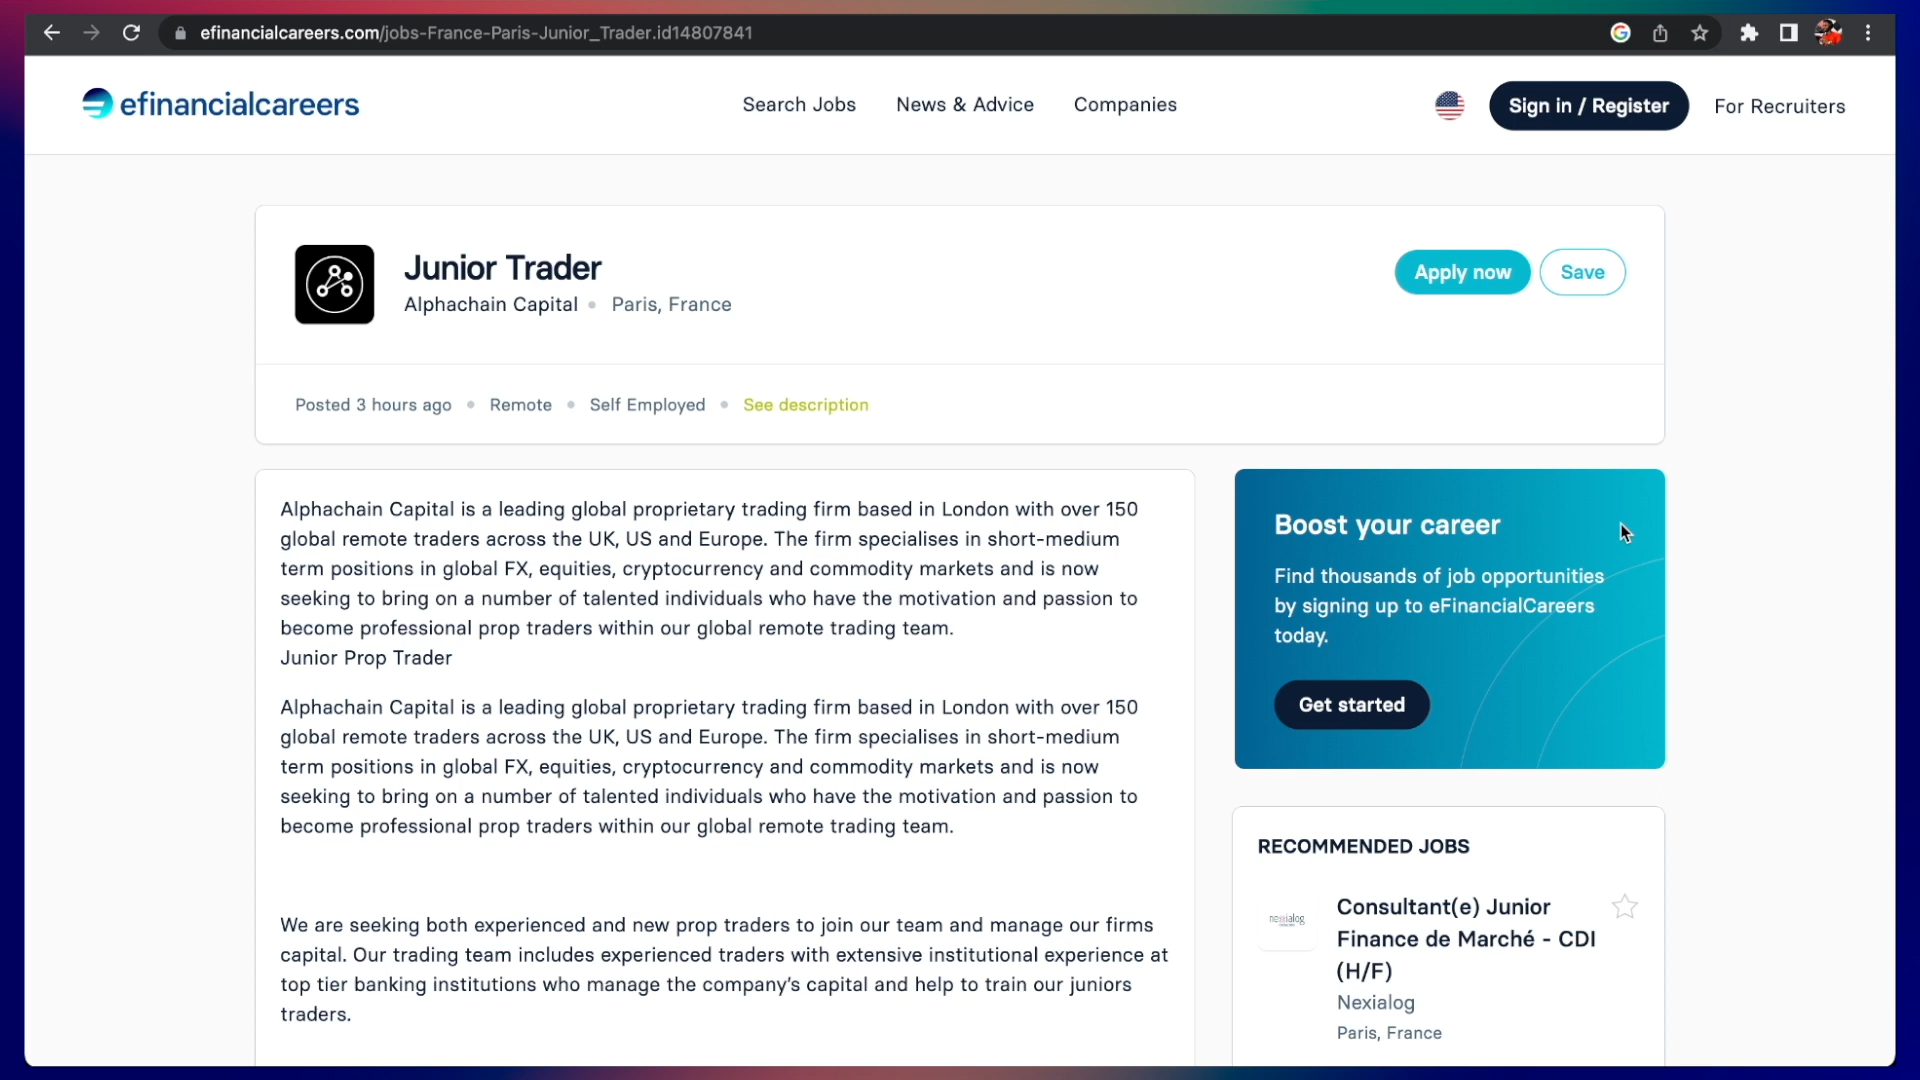 efinancialcareers.com/jobs-France-Paris-Junior_Trader.id14807841
efinancialcareers
Search Jobs
News & Advice
Companies
Sign in / Register
For Recruiters
Junior Trader
Alphachain Capital • Paris, France
Apply now
Save
Posted 3 hours ago • Remote • Self Employed • See description
Alphachain Capital is a leading global proprietary trading firm based in London with over 150
global remote traders across the UK, US and Europe. The firm specialises in short-medium
term positions in global FX, equities, cryptocurrency and commodity markets and is now
seeking to bring on a number of talented individuals who have the motivation and passion to
become professional prop traders within our global remote trading team.
Junior Prop Trader
Alphachain Capital is a leading global proprietary trading firm based in London with over 150
global remote traders across the UK, US and Europe. The firm specialises in short-medium
term positions in global FX, equities, cryptocurrency and commodity markets and is now
seeking to bring on a number of talented individuals who have the motivation and passion to
become professional prop traders within our global remote trading team.
We are seeking both experienced and new prop traders to join our team and manage our firms
capital. Our trading team includes experienced traders with extensive institutional experience at
top tier banking institutions who manage the company's capital and help to train our juniors
traders.
Boost your career
Find thousands of job opportunities
by signing up to eFinancialCareers
today.
Get started
RECOMMENDED JOBS
nexialog
Consultant(e) Junior
Finance de Marché - CDI
(H/F)
Nexialog
Paris, France